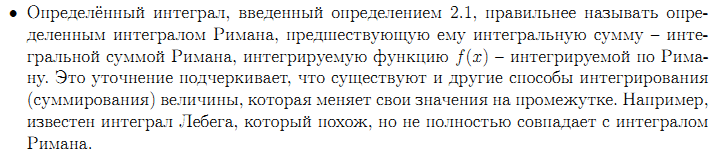 • Определённый интеграл, введенный определением 2.1, правильнее называть опре-
деленным интегралом Римана, предшествующую ему интегральную сумму – инте-
гральной суммой Римана, интегрируемую функцию f(x) – интегрируемой по Рима-
ну. Это уточнение подчеркивает, что существуют и другие способы интегрирования
(суммирования) величины, которая меняет свои значения на промежутке. Например,
известен интеграл Лебега, который похож, но не полностью совпадает с интегралом
Римана.